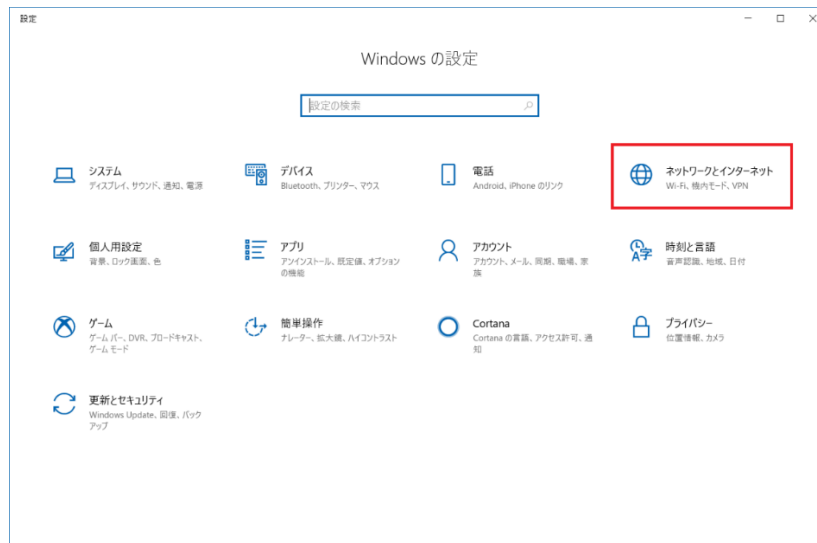 設定
Windows の設定
設定の検索
システム
ディスプレイ、サウンド、通知、電源
デバイス
Bluetooth、プリンター、マウス
電話
Android、iPhone のリンク
ネットワークとインターネット
Wi-Fi、機内モード、VPN
個人用設定
背景、ロック画面、色
アプリ
アンインストール、既定値、オプション
の機能
アカウント
アカウント、メール、同期、職場、家
族
時刻と言語
音声認識、地域、日付
ゲーム
ゲーム バー、DVR、ブロードキャスト、
ゲーム モード
簡単操作
ナレーター、拡大鏡、ハイコントラスト
Cortana
Cortana の言語、アクセス許可、通
知
プライバシー
位置情報、カメラ
更新とセキュリティ
Windows Update、回復、バック
アップ